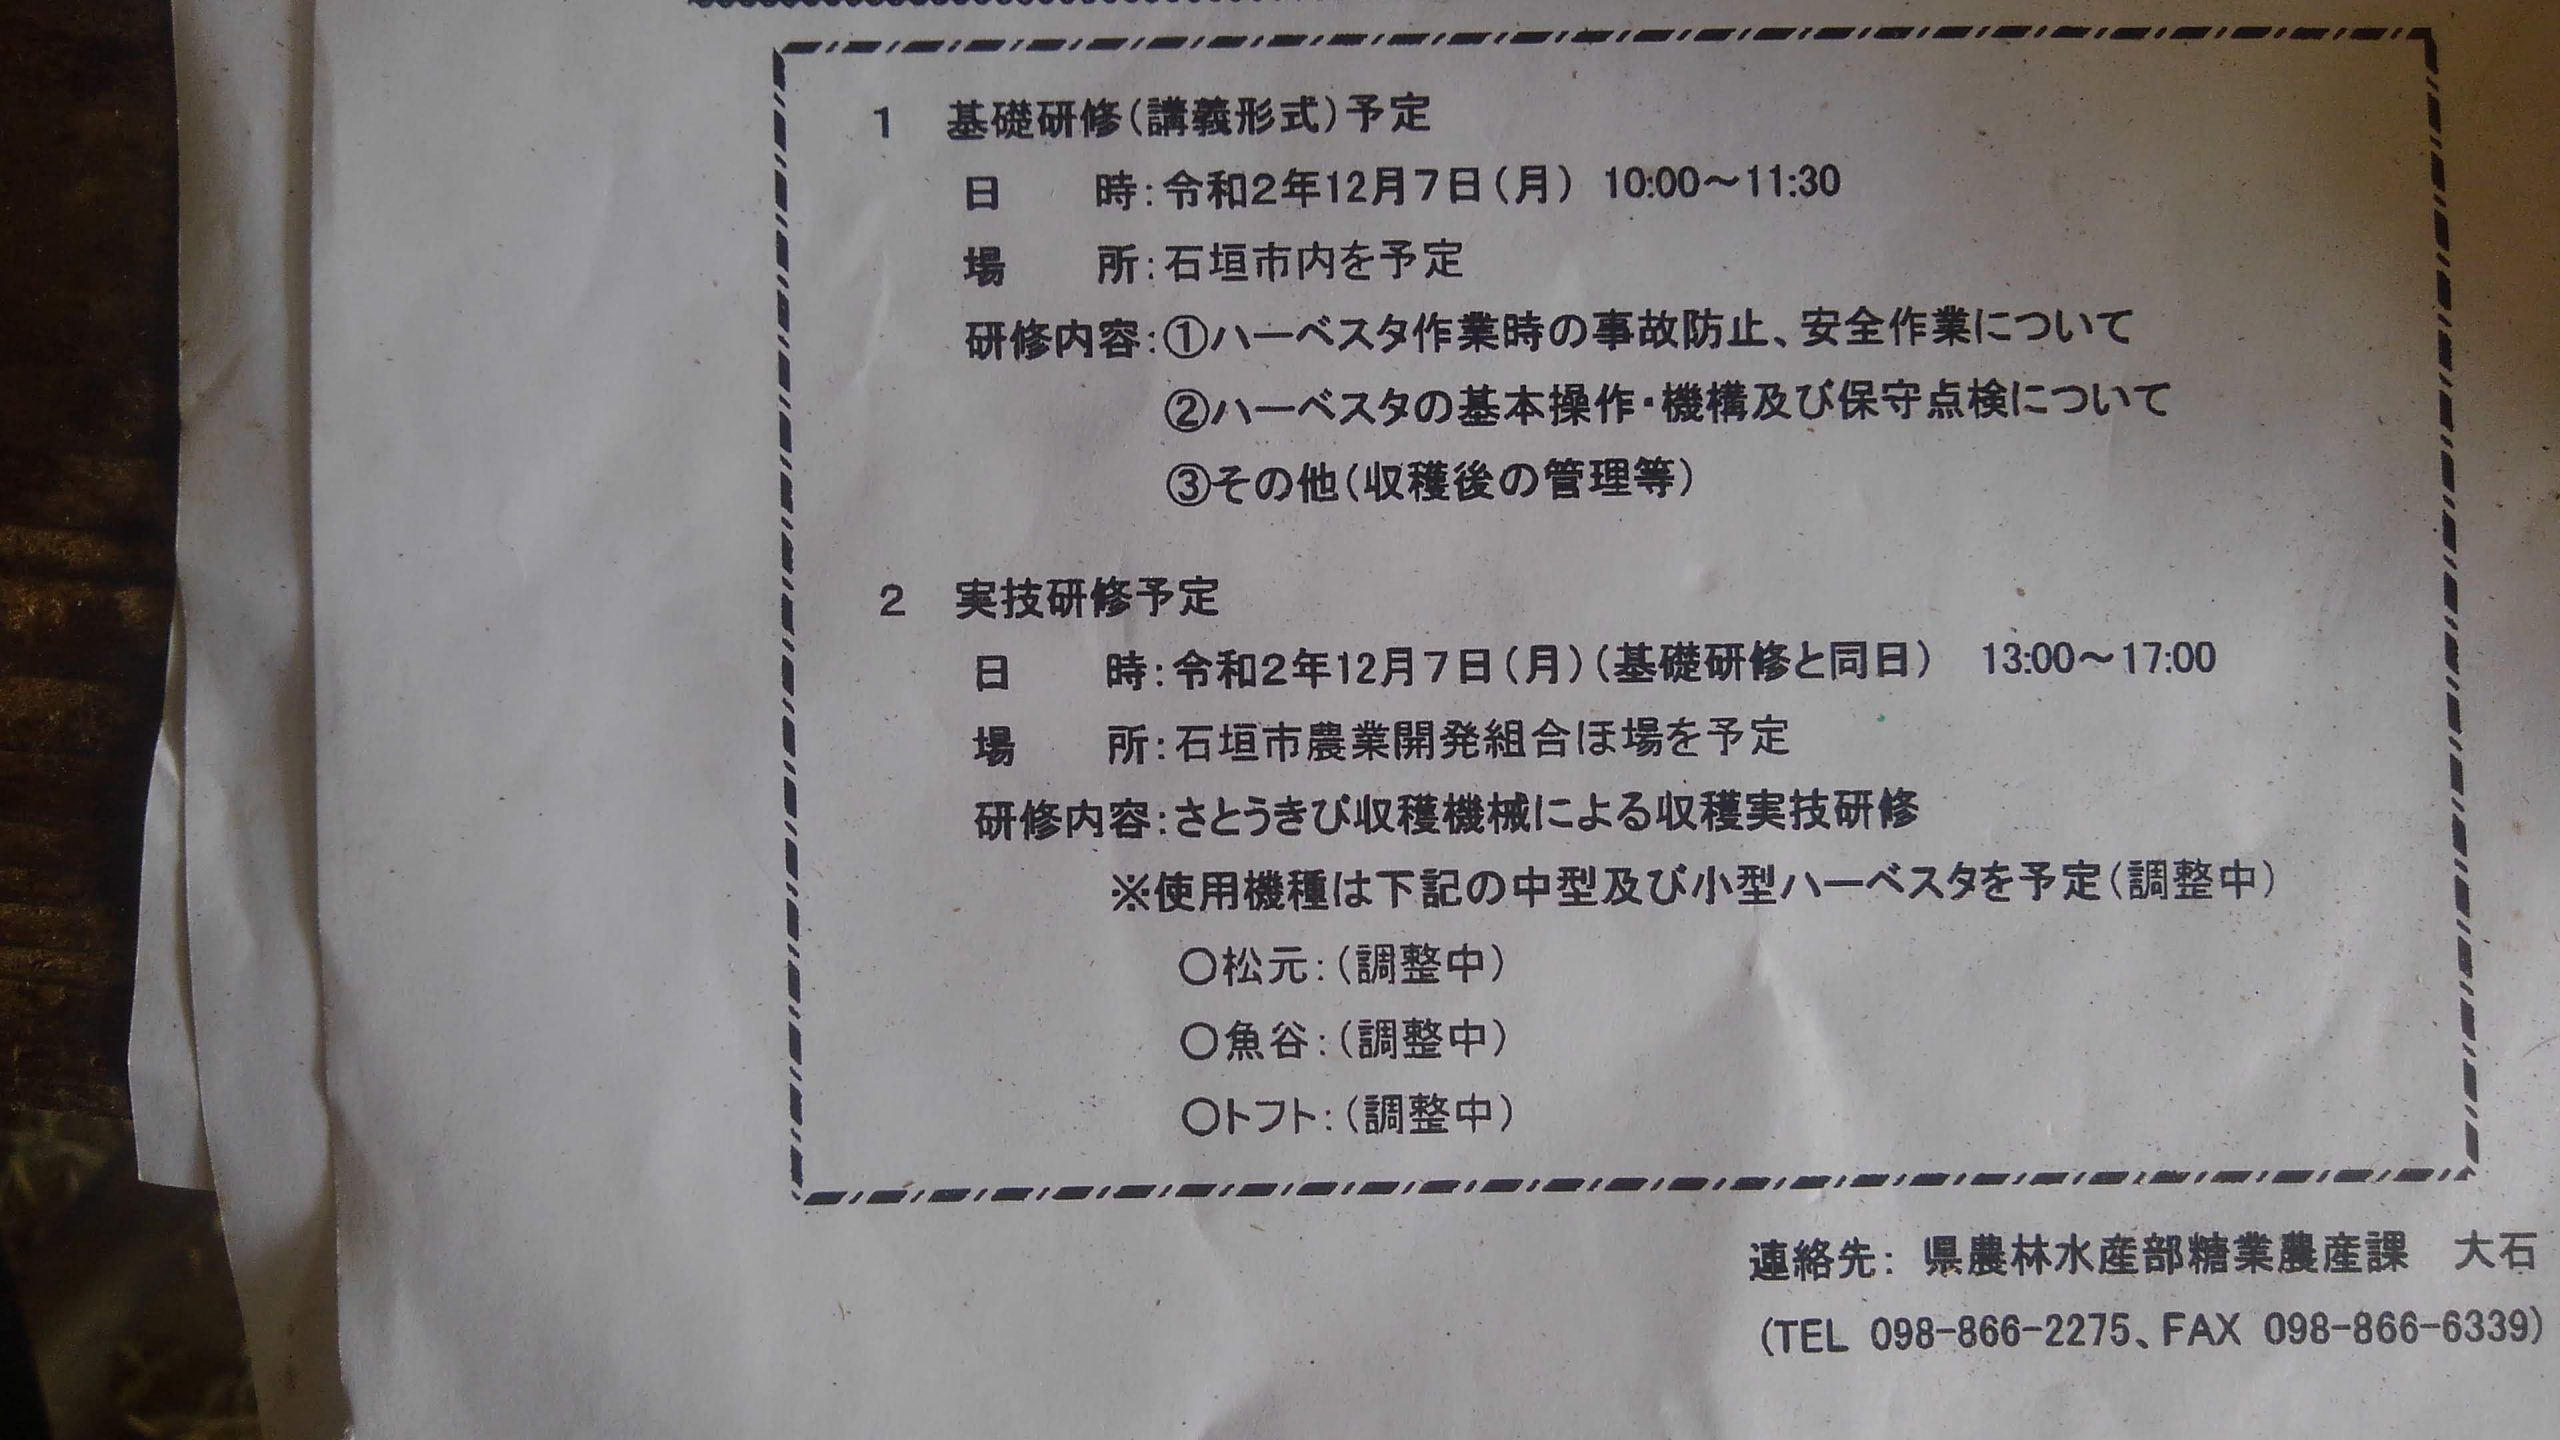 1 基礎研修(講義形式)予定
日 時:令和2年12月7日(月) 10:00～11:30
場 所:石垣市内を予定
研修内容:①ハーベスタ作業時の事故防止、安全作業について
②ハーベスタの基本操作・機構及び保守点検について
③その他(収穫後の管理等)
2 実技研修予定
日 時:令和2年12月7日(月)(基礎研修と同日) 13:00～17:00
場 所:石垣市農業開発組合ほ場を予定
研修内容:さとうきび収穫機械による収穫実技研修
※使用機種は下記の中型及び小型ハーベスタを予定(調整中)
〇松元:(調整中)
〇魚谷:(調整中)
〇トフト:(調整中)
連絡先: 県農林水産部糖業農産課 大石
(TEL 098-866-2275、FAX 098-866-6339)